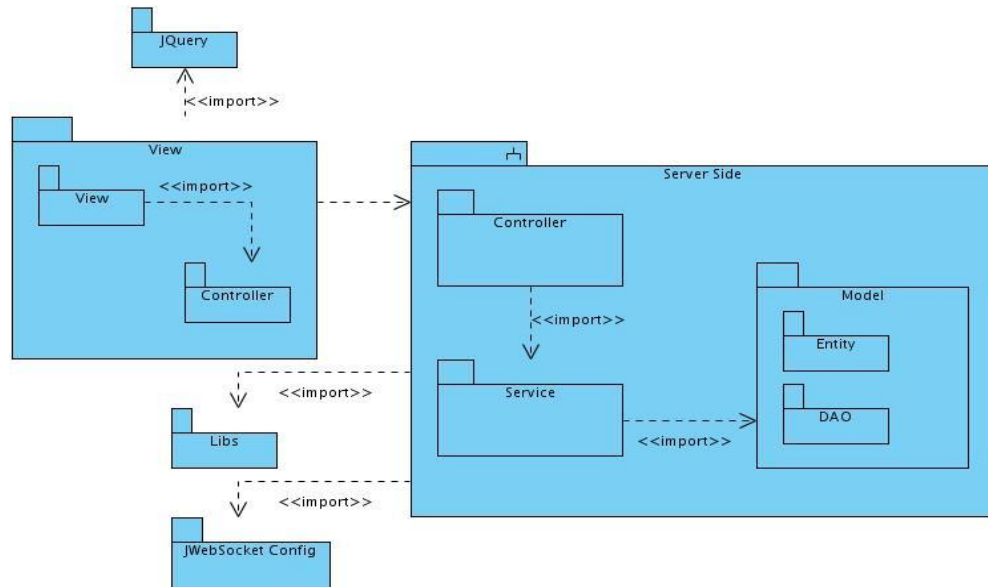 JQuery
<<import>>
View
<<import>>
View
Controller
Server Side
Controller
<<import>>
Model
Entity
DAO
Service
<<import>>
<<import>>
Libs
<<import>>
JWebSocket Config